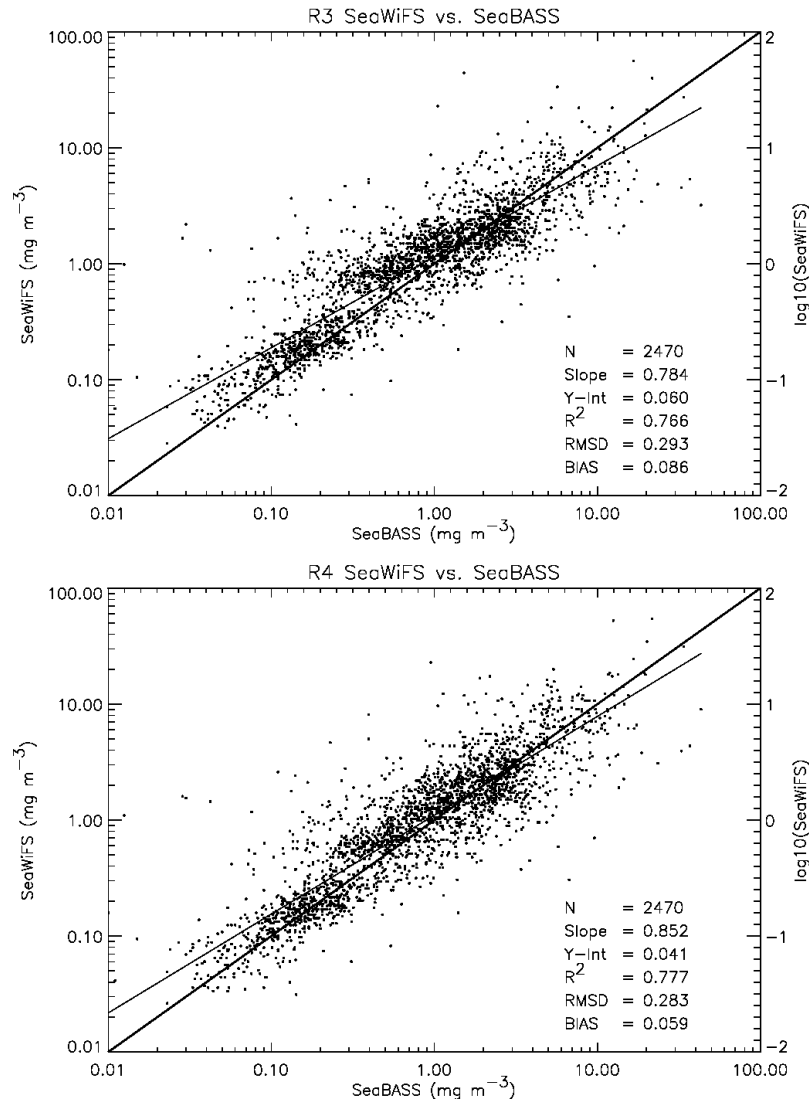 R3 SeaWiFS vs. SeaBASS
100.00
10.00
1.00
0.10
0.01
SeaWiFS (mg m−3)
2
1
0
−1
−2
log10(SeaWiFS)
N = 2470
Slope = 0.784
Y−Int = 0.060
R2 = 0.766
RMSD = 0.293
BIAS = 0.086
0.01 0.10 1.00 10.00 100.00
SeaBASS (mg m−3)
R4 SeaWiFS vs. SeaBASS
100.00
10.00
1.00
0.10
0.01
SeaWiFS (mg m−3)
2
1
0
−1
−2
log10(SeaWiFS)
N = 2470
Slope = 0.852
Y−Int = 0.041
R2 = 0.777
RMSD = 0.283
BIAS = 0.059
0.01 0.10 1.00 10.00 100.00
SeaBASS (mg m−3)